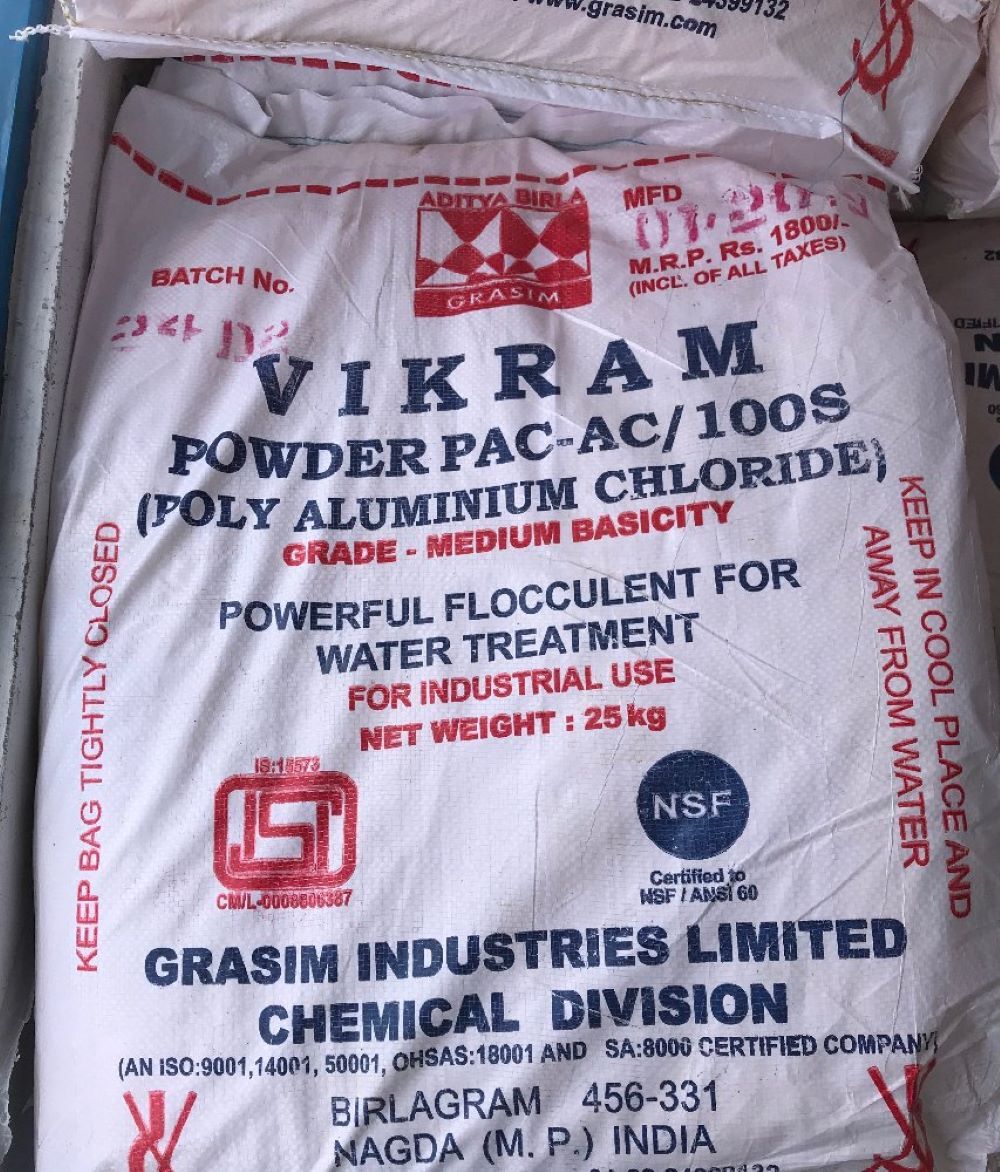 www.grasim.com
24399132
ADITYA BIRLA
GRASIM
MFD
M.R.P. Rs. 1800/-
(INCL. OF ALL TAXES)
BATCH No.
VIKRAM
POWDER PAC-AC/100S
(POLY ALUMINIUM CHLORIDE)
GRADE - MEDIUM BASICITY
POWERFUL FLOCCULENT FOR
WATER TREATMENT
FOR INDUSTRIAL USE
NET WEIGHT : 25 kg
KEEP BAG TIGHTLY CLOSED
KEEP IN COOL PLACE AND
AWAY FROM WATER
IS:15573
ISI
NSF
Certified to
NSF / ANSI 60
GRASIM INDUSTRIES LIMITED
CHEMICAL DIVISION
(AN ISO:9001,14001, 50001, OHSAS:18001 AND SA:8000 CERTIFIED COMPANY)
BIRLAGRAM 456-331
NAGDA (M. P.) INDIA